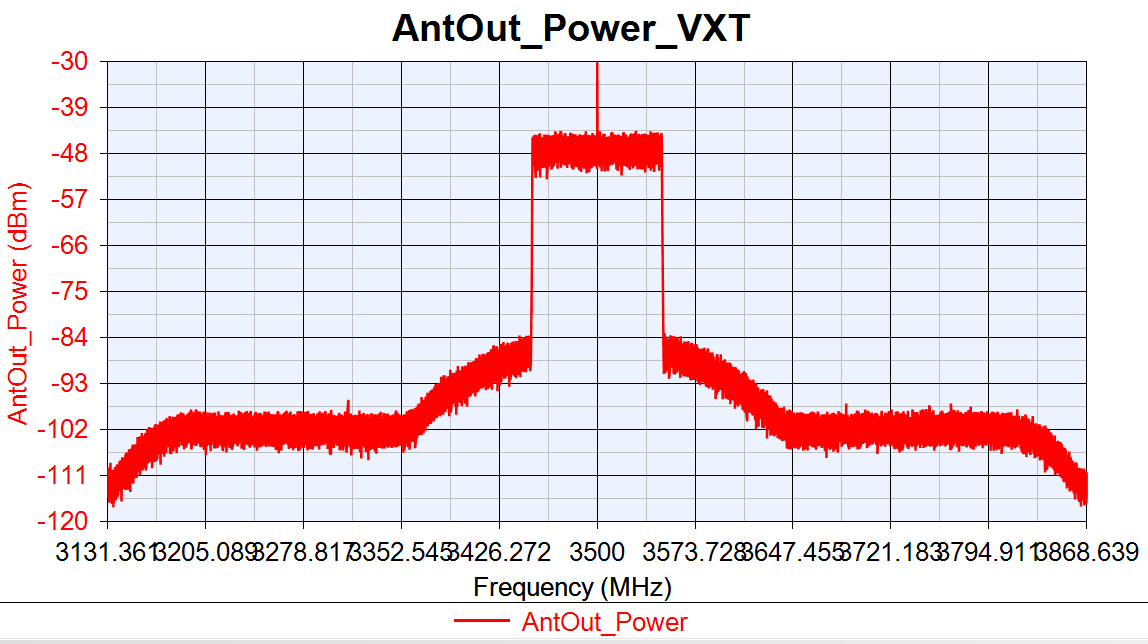 AntOut_Power_VXT
-30
-39
-48
-57
-66
-75
-84
-93
-102
-111
-120
AntOut_Power (dBm)
3131.361 3205.089 3278.817 3352.545 3426.272 3500 3573.728 3647.455 3721.183 3794.911 3868.639
Frequency (MHz)
AntOut_Power